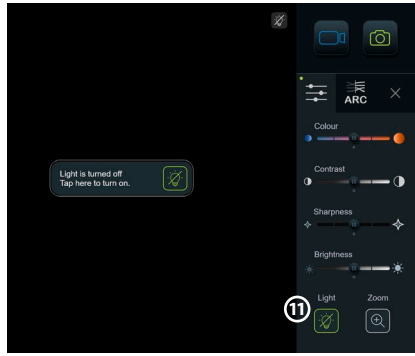 ARC
Colour
Light is turned off
Tap here to turn on.
Contrast
Sharpness
Brightness
Light Zoom
11